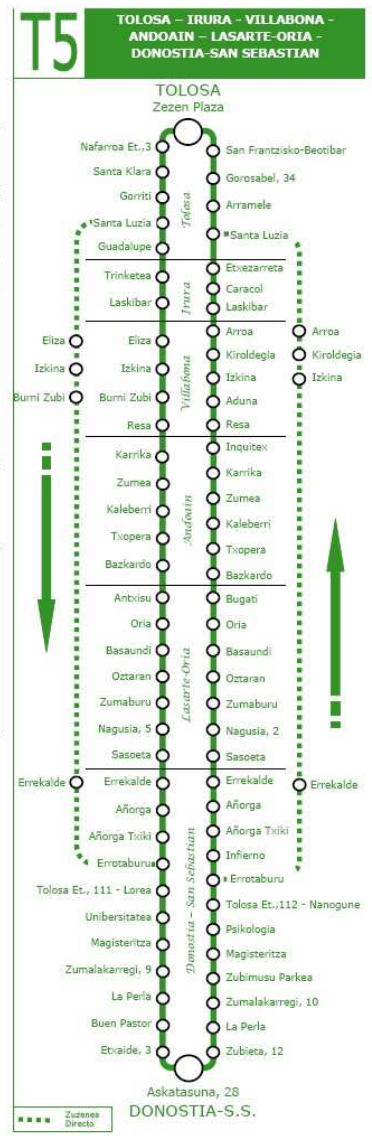 T5
TOLOSA – IRURA - VILLABONA -
ANDOAIN – LASARTE-ORIA -
DONOSTIA-SAN SEBASTIAN
TOLOSA
Zezen Plaza
Nafarroa Et.,3
Santa Klara
Gorriti
Santa Luzia
Guadalupe
Trinketea
Laskibar
Eliza
Izkina
Burni Zubi
Resa
Karrika
Zumea
Kaleberri
Txopera
Bazkardo
Antxisu
Oria
Basaundi
Oztaran
Zumaburu
Nagusia, 5
Sasoeta
Errekalde
Añorga
Añorga Txiki
Errotaburu
Tolosa Et., 111 - Lorea
Unibersitatea
Magisteritza
Zumalakarregi, 9
La Perla
Buen Pastor
Etxaide, 3
Eliza
Izkina
Burni Zubi
Errekalde
Tolosa
Irura
Villabona
Andoain
Lasarte-Oria
Donostia - San Sebastian
San Frantzisko-Beotibar
Gorosabel, 34
Arramele
Santa Luzia
Etxezarreta
Caracol
Laskibar
Arroa
Kiroldegia
Izkina
Aduna
Resa
Inquitex
Karrika
Zumea
Kaleberri
Txopera
Bazkardo
Bugati
Oria
Basaundi
Oztaran
Zumaburu
Nagusia, 2
Sasoeta
Errekalde
Añorga
Añorga Txiki
Infierno
Errotaburu
Tolosa Et.,112 - Nanogune
Psikologia
Magisteritza
Zubimusu Parkea
Zumalakarregi, 10
La Perla
Zubieta, 12
Arroa
Kiroldegia
Izkina
Errekalde
Askatasuna, 28
DONOSTIA-S.S.
Zuzenea
Directo